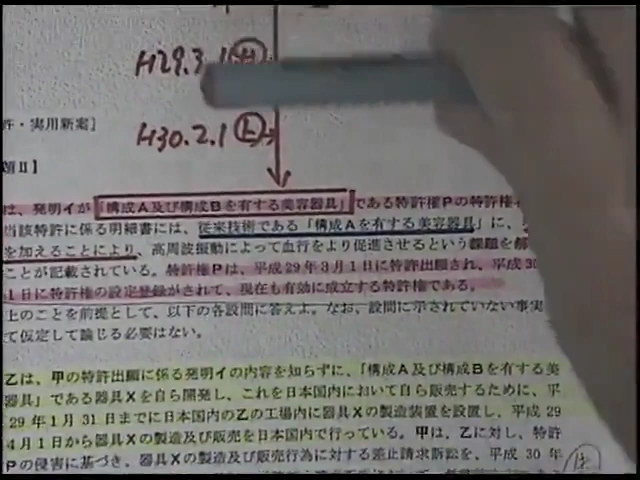 H29.3.1 出
H30.2.1
許・実用新案]
題Ⅱ]
は、発明イが「構成A及び構成Bを有する美容器具」である特許権Pの特許権
当該特許に係る明細書には、従来技術である「構成Aを有する美容器具」に、
を加えることにより、高周波振動によって血行をより促進させるという課題を解
ことが記載されている。特許権Pは、平成29年3月1日に特許出願され、平成30
1日に特許権の設定登録がされて、現在も有効に成立する特許権である。
上のことを前提として、以下の各設問に答えよ。なお、設問に示されていない事実
て仮定して論じる必要はない。
乙は、甲の特許出願に係る発明イの内容を知らずに、「構成A及び構成Bを有する美
器具」である器具Xを自ら開発し、これを日本国内において自ら販売するために、平
29年1月31日までに日本国内の乙の工場内に器具Xの製造装置を設置し、平成29
4月1日から器具Xの製造及び販売を日本国内で行っている。甲は、乙に対し、特許
Pの侵害に基づき、器具Xの製造及び販売行為に対する差止請求訴訟を、平成30年